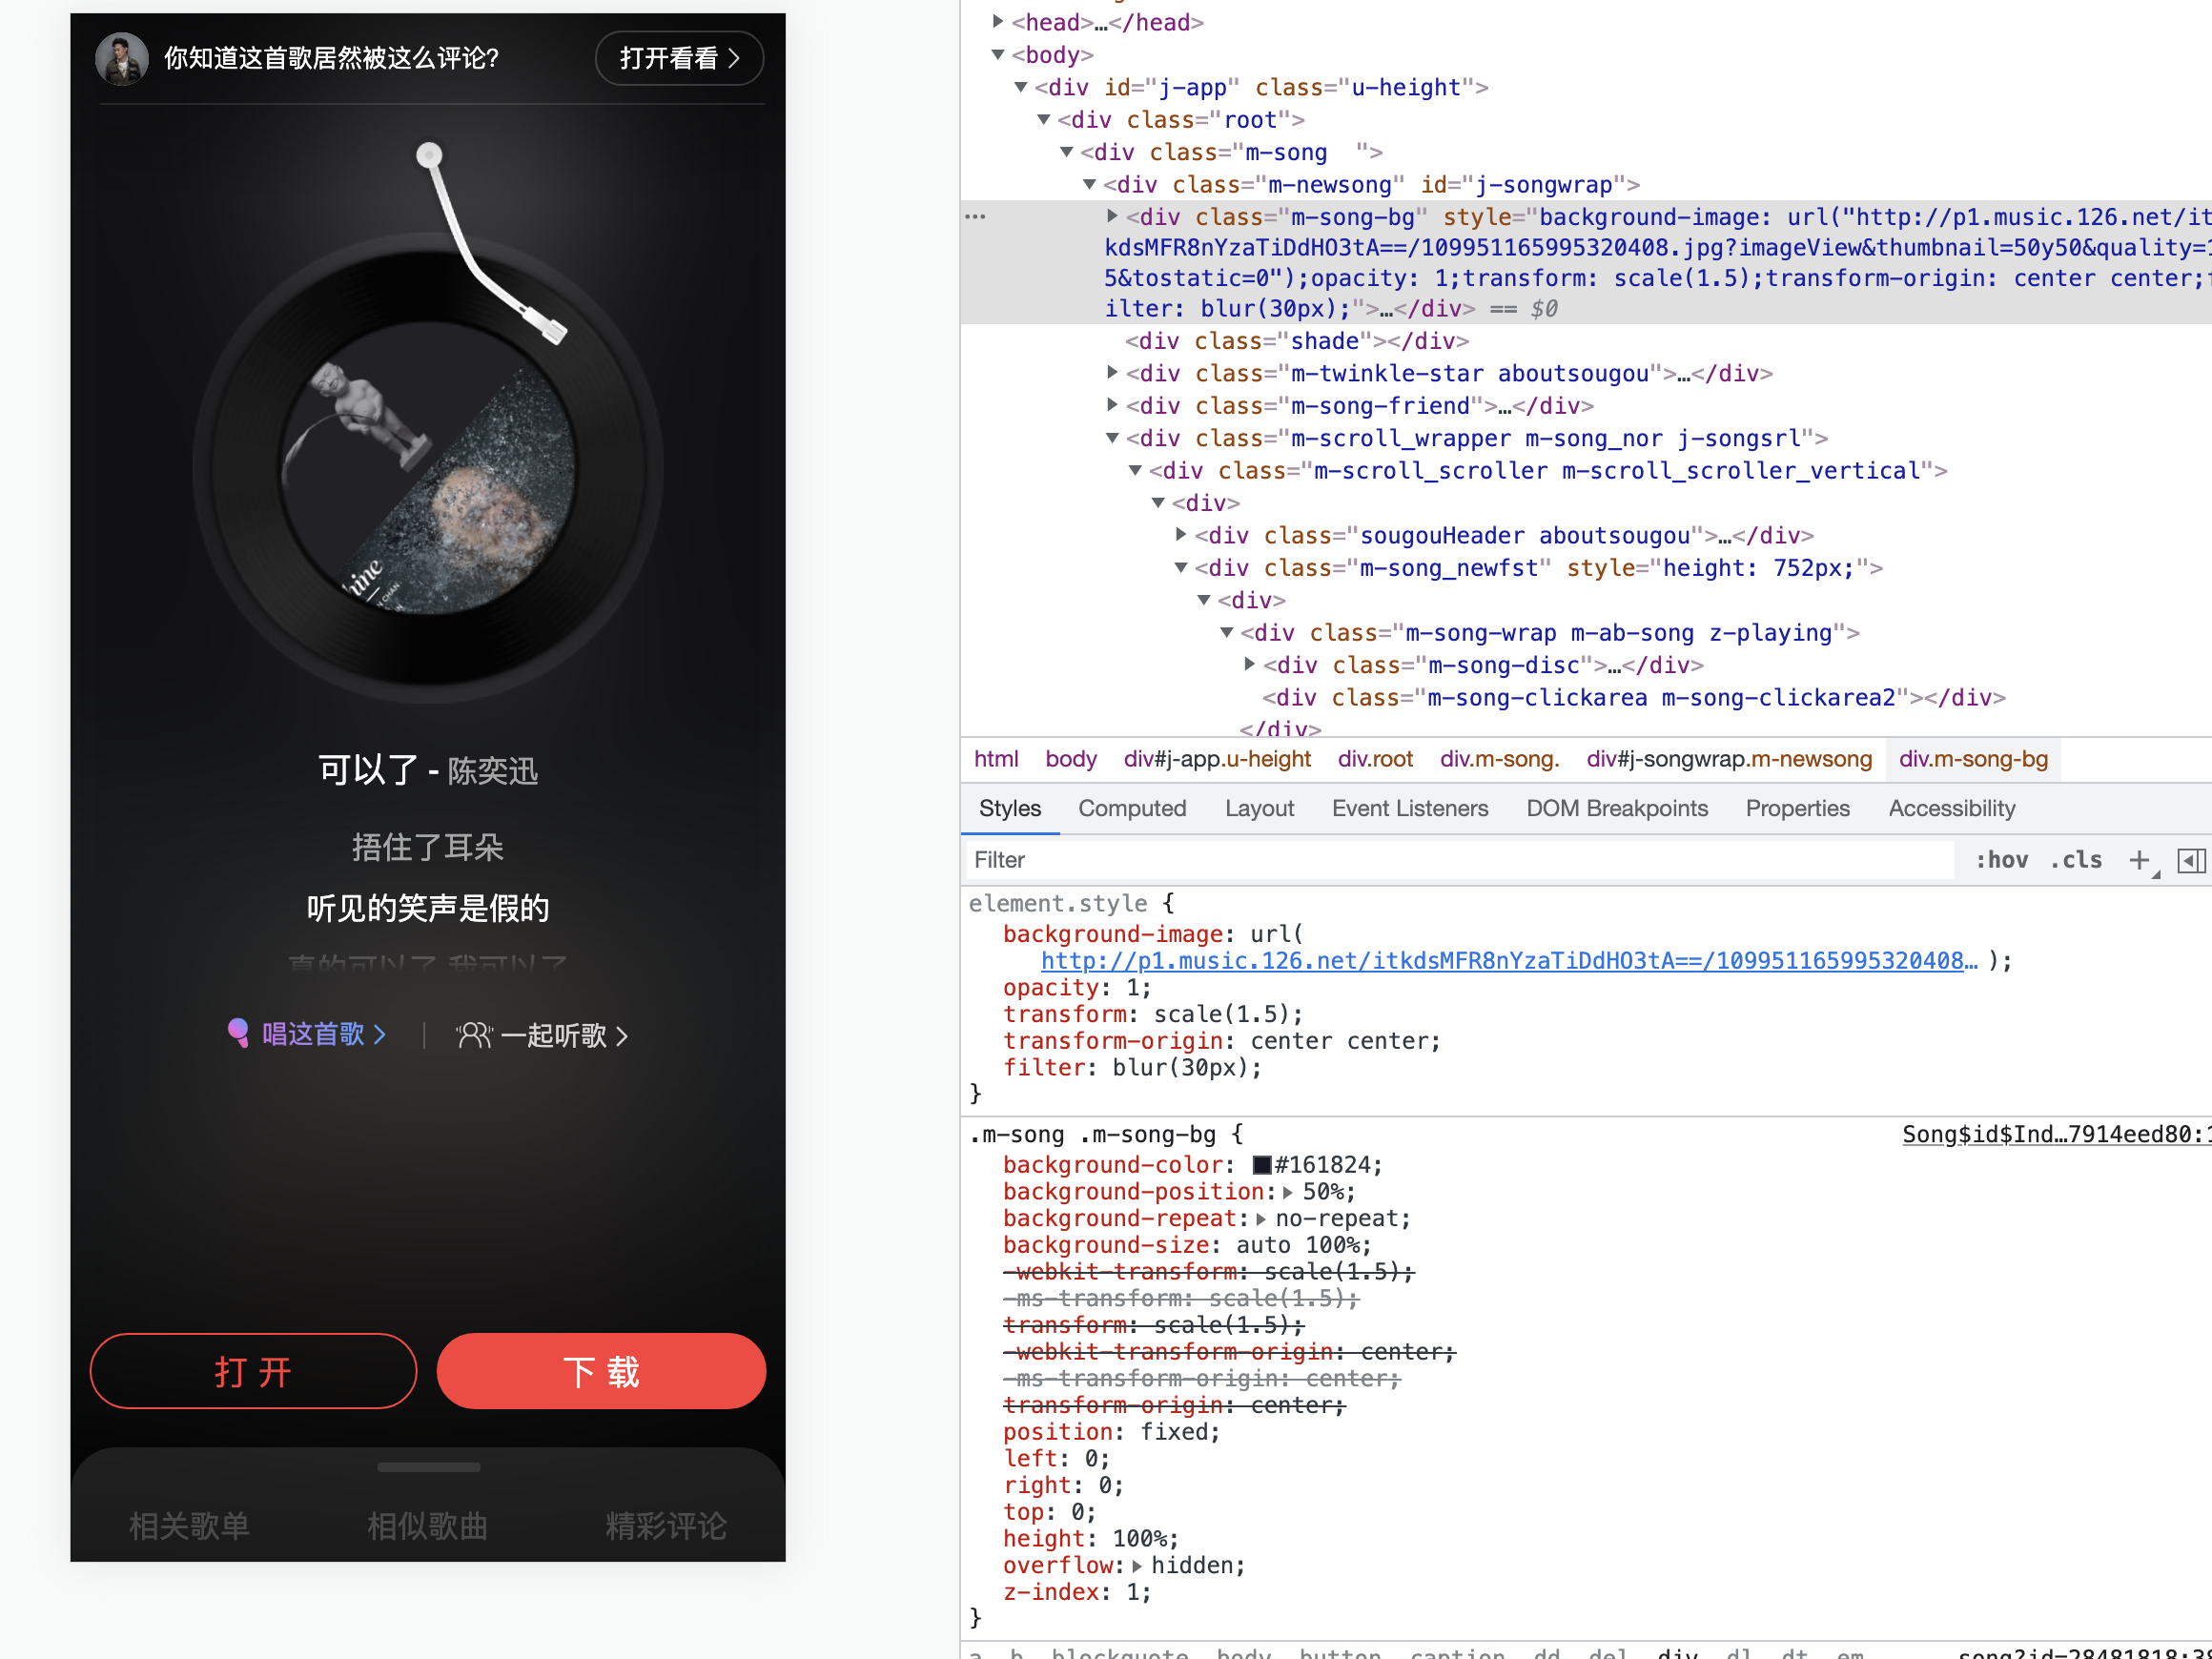 你知道这首歌居然被这么评论?
打开看看
可以了 - 陈奕迅
捂住了耳朵
听见的笑声是假的
真的可以了 我可以了
唱这首歌
一起听歌
打 开
下 载
相关歌单
相似歌曲
精彩评论
<head>…</head>
<body>
<div id="j-app" class="u-height">
<div class="root">
<div class="m-song  ">
<div class="m-newsong" id="j-songwrap">
<div class="m-song-bg" style="background-image: url("http://p1.music.126.net/it
kdsMFR8nYzaTiDdHO3tA==/109951165995320408.jpg?imageView&thumbnail=50y50&quality=1
5&tostatic=0");opacity: 1;transform: scale(1.5);transform-origin: center center;f
ilter: blur(30px);">…</div> == $0
<div class="shade"></div>
<div class="m-twinkle-star aboutsougou">…</div>
<div class="m-song-friend">…</div>
<div class="m-scroll_wrapper m-song_nor j-songsrl">
<div class="m-scroll_scroller m-scroll_scroller_vertical">
<div>
<div class="sougouHeader aboutsougou">…</div>
<div class="m-song_newfst" style="height: 752px;">
<div>
<div class="m-song-wrap m-ab-song z-playing">
<div class="m-song-disc">…</div>
<div class="m-song-clickarea m-song-clickarea2"></div>
</div>
html body div#j-app.u-height div.root div.m-song. div#j-songwrap.m-newsong div.m-song-bg
Styles Computed Layout Event Listeners DOM Breakpoints Properties Accessibility
Filter :hov .cls +
element.style {
background-image: url(
http://p1.music.126.net/itkdsMFR8nYzaTiDdHO3tA==/109951165995320408… );
opacity: 1;
transform: scale(1.5);
transform-origin: center center;
filter: blur(30px);
}
.m-song .m-song-bg { Song$id$Ind…7914eed80:1
background-color: #161824;
background-position: 50%;
background-repeat: no-repeat;
background-size: auto 100%;
-webkit-transform: scale(1.5);
-ms-transform: scale(1.5);
transform: scale(1.5);
-webkit-transform-origin: center;
-ms-transform-origin: center;
transform-origin: center;
position: fixed;
left: 0;
right: 0;
top: 0;
height: 100%;
overflow: hidden;
z-index: 1;
}
a, b, blockquote, body, button, caption, dd, del, div, dl, dt, em, song?id=28481818:38